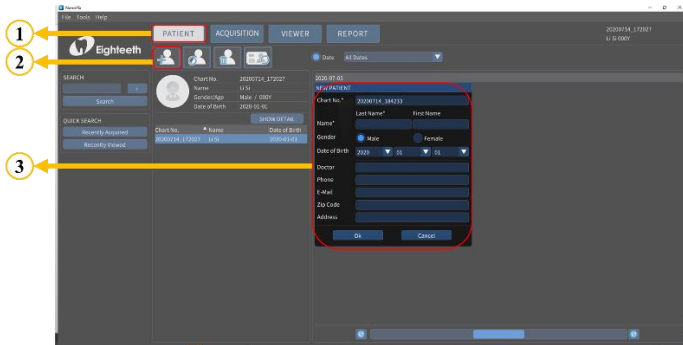 NanoPix
File Tools Help
1
PATIENT
ACQUISITION
VIEWER
REPORT
20200714_172027
Li Si 000Y
Eighteeth
2
Date
All Dates
SEARCH
Search
QUICK SEARCH
Recently Acquired
Recently Viewed
Chart No. 20200714_172027
Name Li Si
Gender/Age Male / 000Y
Date of Birth 2020-01-01
SHOW DETAIL
Chart No. Name Date of Birth
20200714_172027 Li Si 2020-01-01
2020-07-03
NEW PATIENT
Chart No.* 20200714_184233
Last Name* First Name
Name*
Gender Male Female
Date of Birth 2020 01 01
3
Doctor
Phone
E-Mail
Zip Code
Address
Ok Cancel